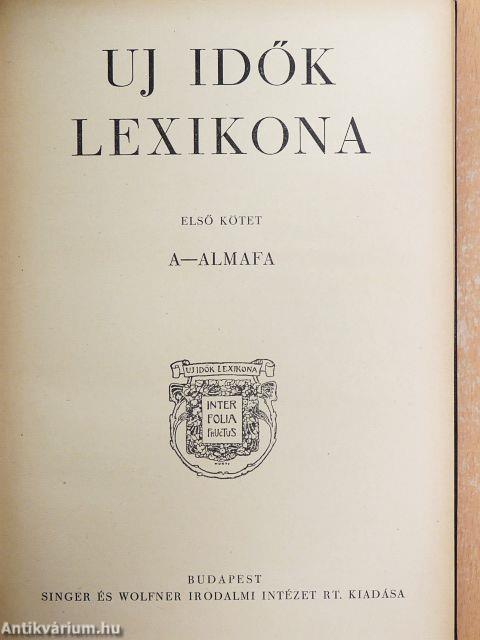 UJ IDŐK
LEXIKONA
ELSŐ KÖTET
A—ALMAFA
UJ IDŐK LEXIKONA
INTER
FOLIA
FRUCTUS
BUDAPEST
SINGER ÉS WOLFNER IRODALMI INTÉZET RT. KIADÁSA
Antikvárium.hu